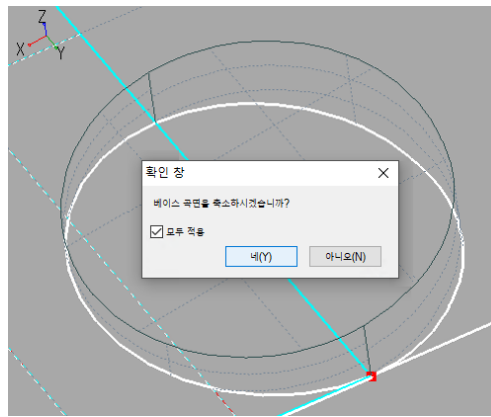 Z
X
Y
확인 창
베이스 곡면을 축소하시겠습니까?
모두 적용
네(Y)
아니오(N)